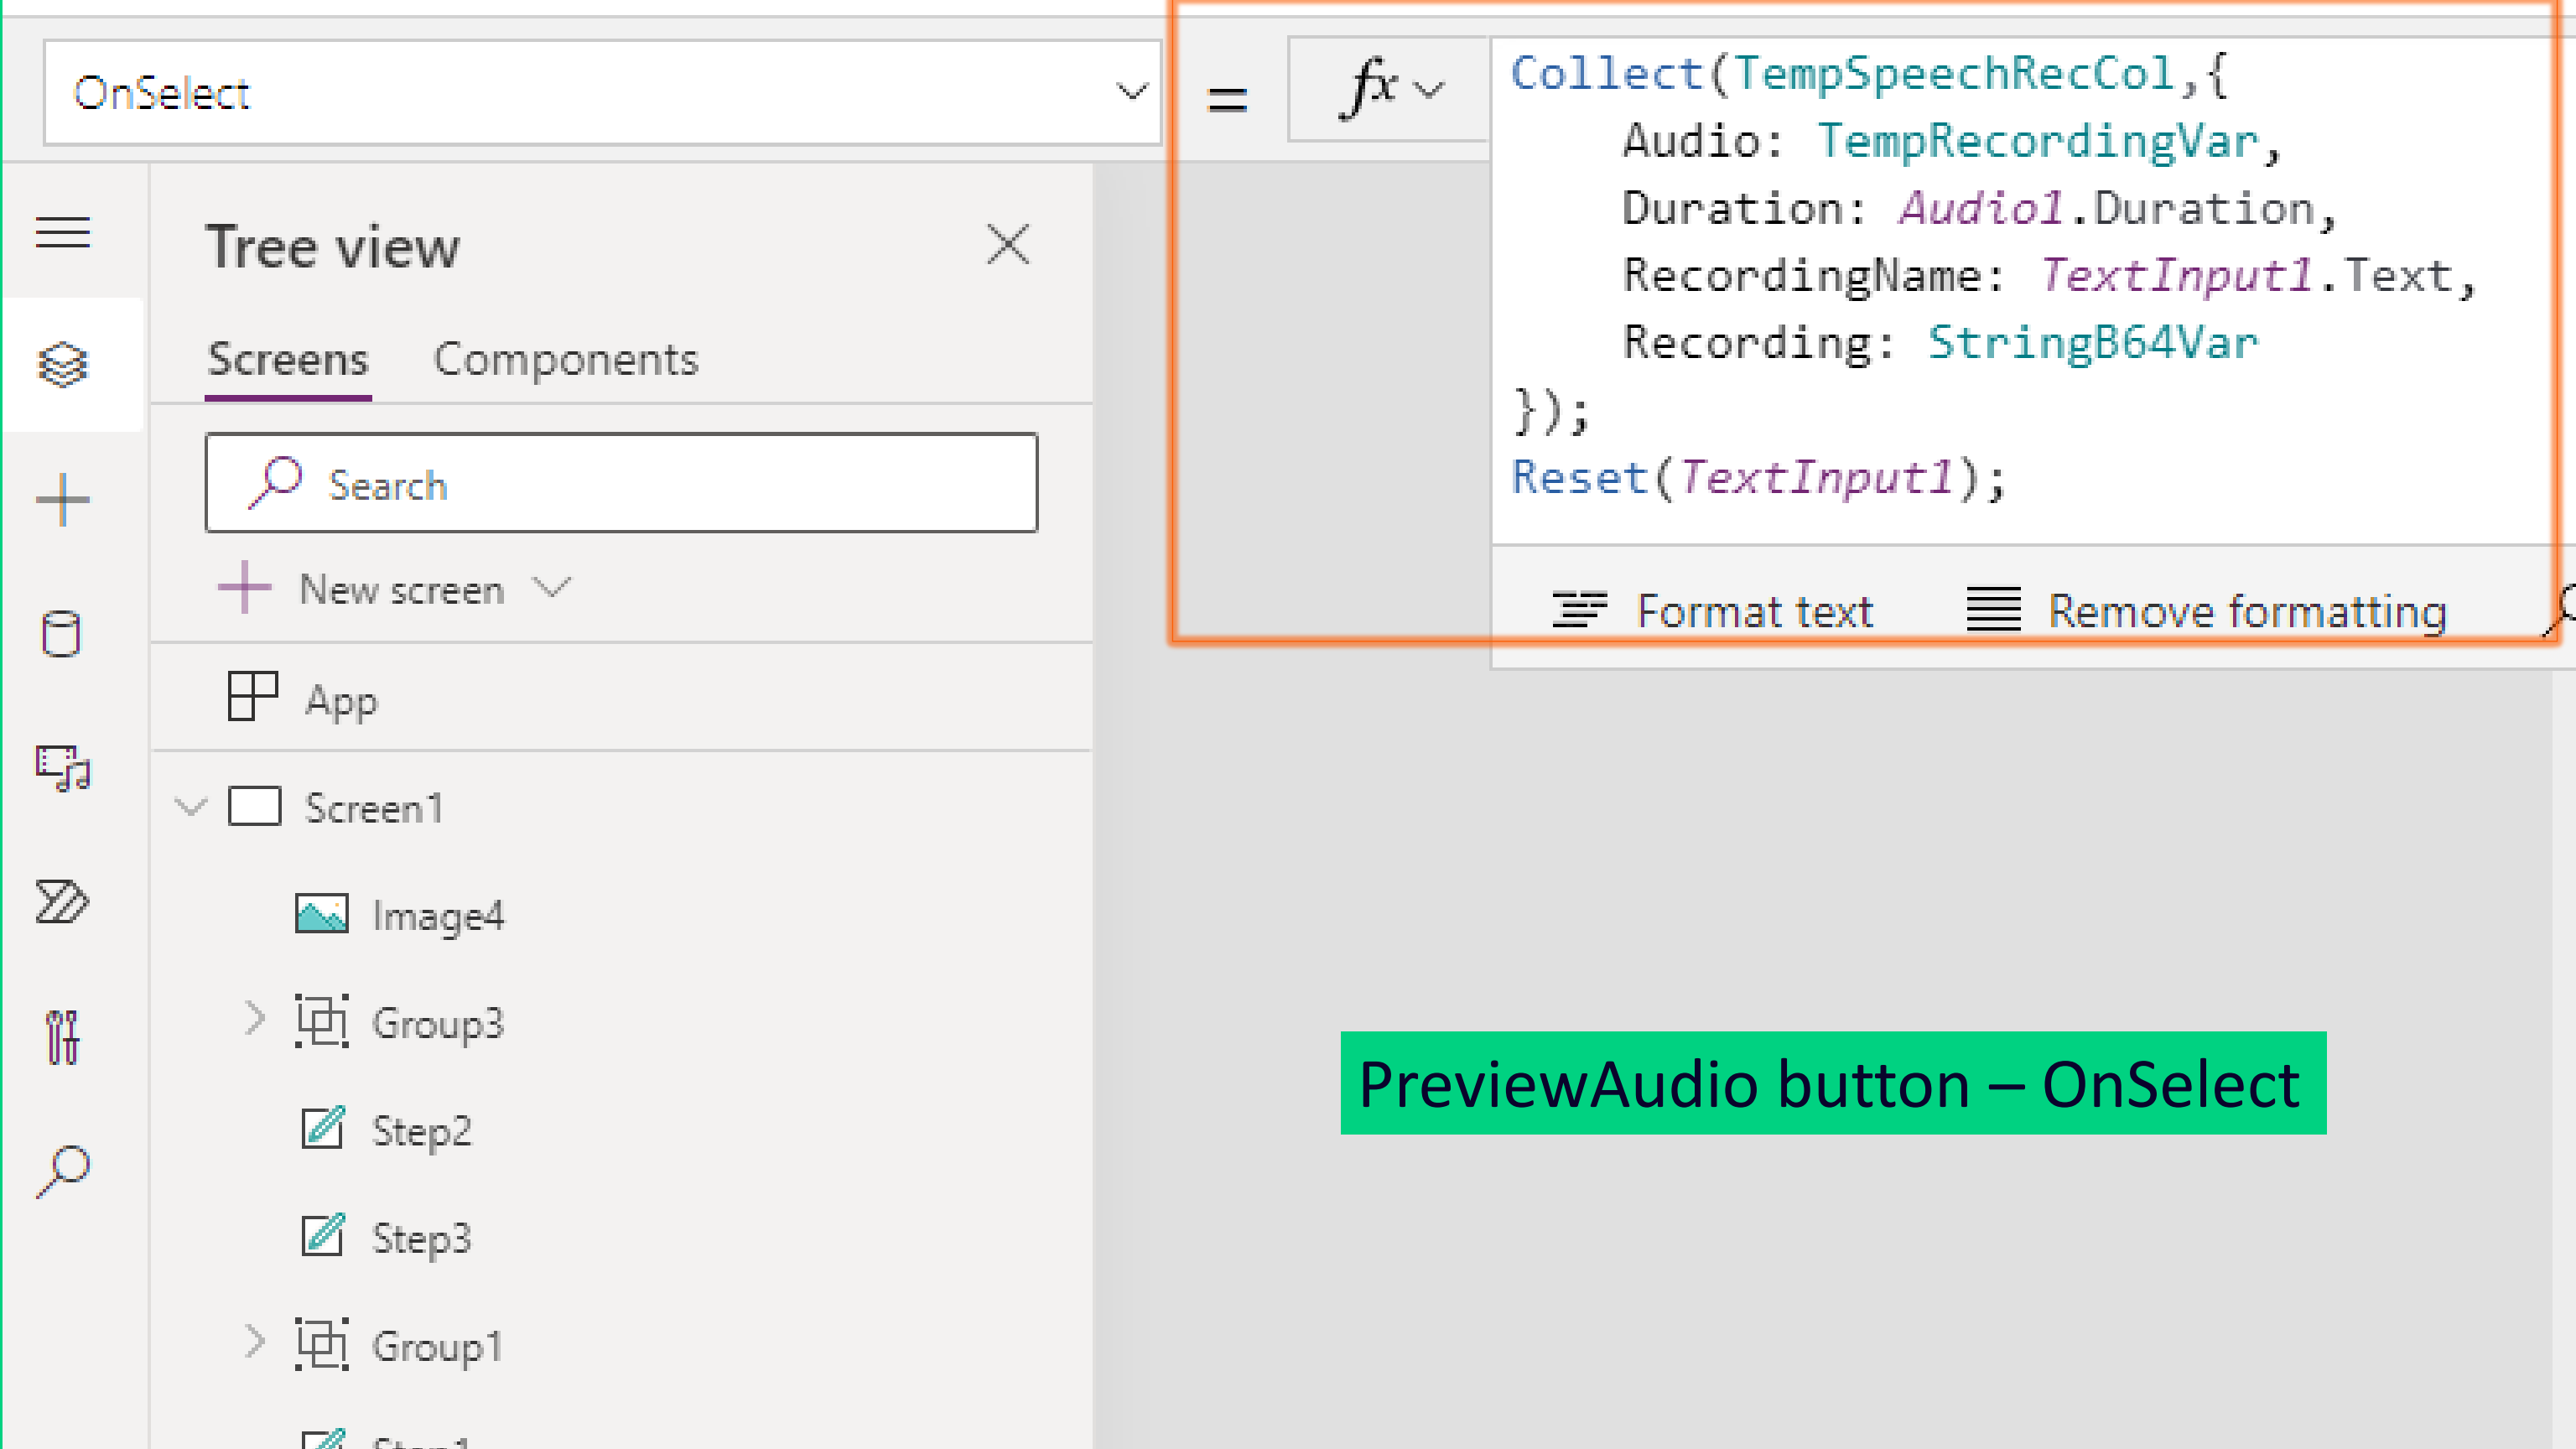 OnSelect
=
fx
Collect(TempSpeechRecCol,{
Audio: TempRecordingVar,
Duration: Audio1.Duration,
RecordingName: TextInput1.Text,
Recording: StringB64Var
});
Reset(TextInput1);
Format text
Remove formatting
Tree view
Screens
Components
Search
New screen
App
Screen1
Image4
Group3
Step2
Step3
Group1
PreviewAudio button – OnSelect